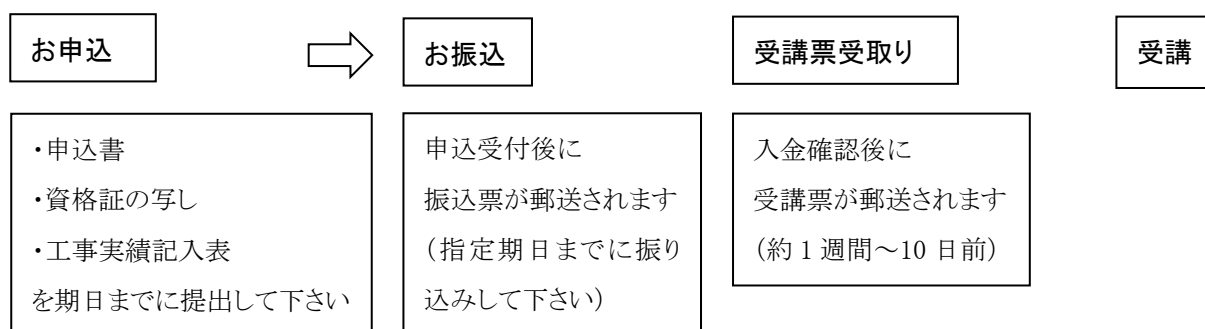 お申込
お振込
受講票受取り
受講
・申込書
・資格証の写し
・工事実績記入表
を期日までに提出して下さい
申込受付後に
振込票が郵送されます
（指定期日までに振り
込みして下さい）
入金確認後に
受講票が郵送されます
（約1週間～10日前）